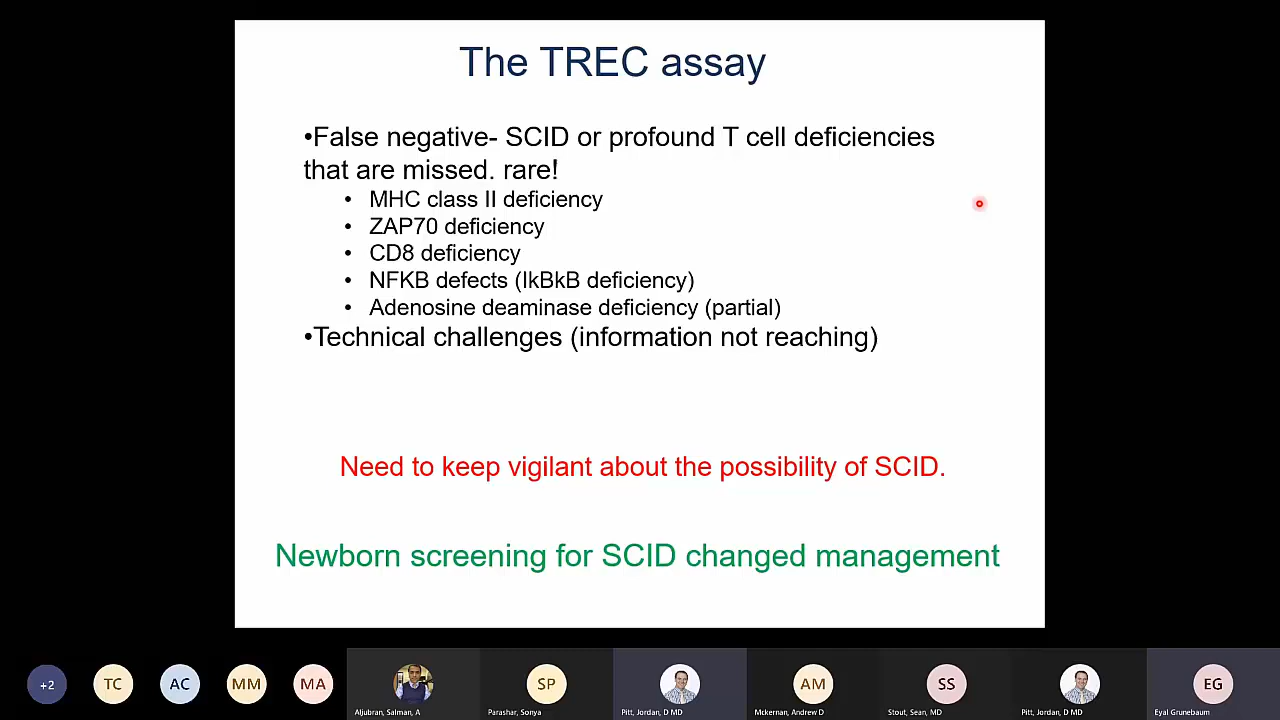 The TREC assay
•False negative- SCID or profound T cell deficiencies
that are missed. rare!
• MHC class II deficiency
• ZAP70 deficiency
• CD8 deficiency
• NFKB defects (IkBkB deficiency)
• Adenosine deaminase deficiency (partial)
•Technical challenges (information not reaching)
Need to keep vigilant about the possibility of SCID.
Newborn screening for SCID changed management
+2 TC AC MM MA SP AM SS EG
Aljubran, Salman, A Parashar, Sonya Pitt, Jordan, D MD Mckernan, Andrew D Stout, Sean, MD Pitt, Jordan, D MD Eyal Grunebaum